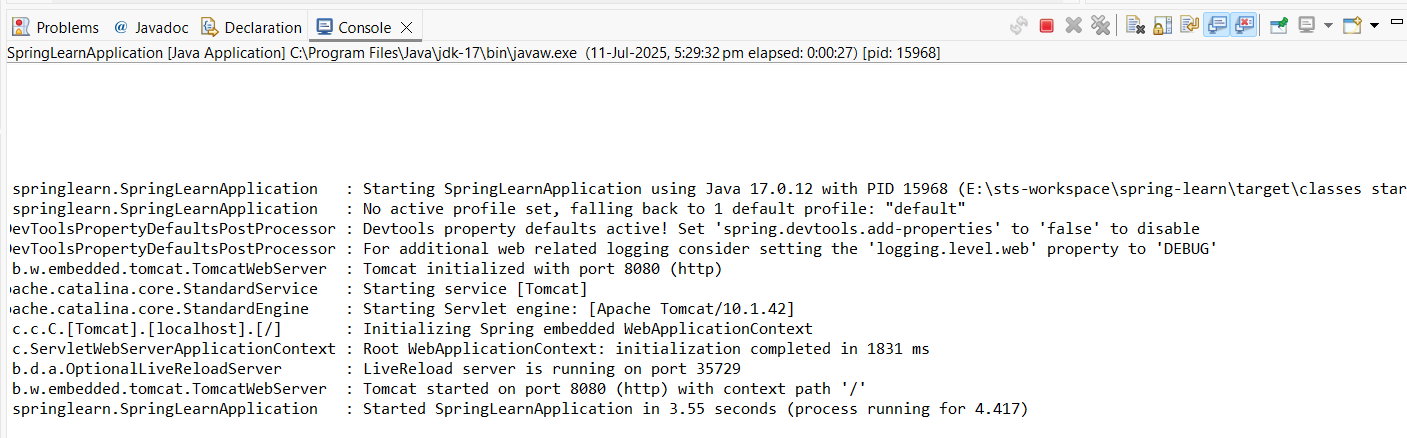 Problems @ Javadoc Declaration Console
SpringLearnApplication [Java Application] C:\Program Files\Java\jdk-17\bin\javaw.exe (11-Jul-2025, 5:29:32 pm elapsed: 0:00:27) [pid: 15968]
springlearn.SpringLearnApplication : Starting SpringLearnApplication using Java 17.0.12 with PID 15968 (E:\sts-workspace\spring-learn\target\classes star
springlearn.SpringLearnApplication : No active profile set, falling back to 1 default profile: "default"
DevToolsPropertyDefaultsPostProcessor : Devtools property defaults active! Set 'spring.devtools.add-properties' to 'false' to disable
DevToolsPropertyDefaultsPostProcessor : For additional web related logging consider setting the 'logging.level.web' property to 'DEBUG'
b.w.embedded.tomcat.TomcatWebServer : Tomcat initialized with port 8080 (http)
ache.catalina.core.StandardService : Starting service [Tomcat]
ache.catalina.core.StandardEngine : Starting Servlet engine: [Apache Tomcat/10.1.42]
c.c.C.[Tomcat].[localhost].[/] : Initializing Spring embedded WebApplicationContext
c.ServletWebServerApplicationContext : Root WebApplicationContext: initialization completed in 1831 ms
b.d.a.OptionalLiveReloadServer : LiveReload server is running on port 35729
b.w.embedded.tomcat.TomcatWebServer : Tomcat started on port 8080 (http) with context path '/'
springlearn.SpringLearnApplication : Started SpringLearnApplication in 3.55 seconds (process running for 4.417)